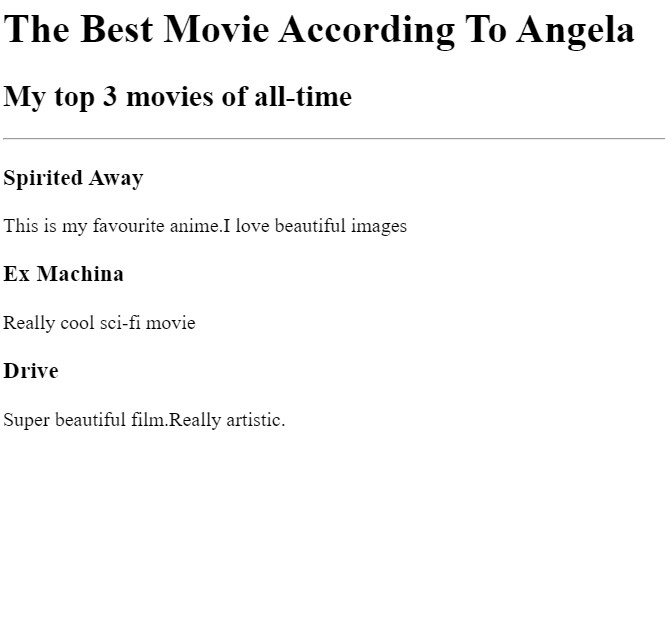 The Best Movie According To Angela
My top 3 movies of all-time
Spirited Away
This is my favourite anime.I love beautiful images
Ex Machina
Really cool sci-fi movie
Drive
Super beautiful film.Really artistic.